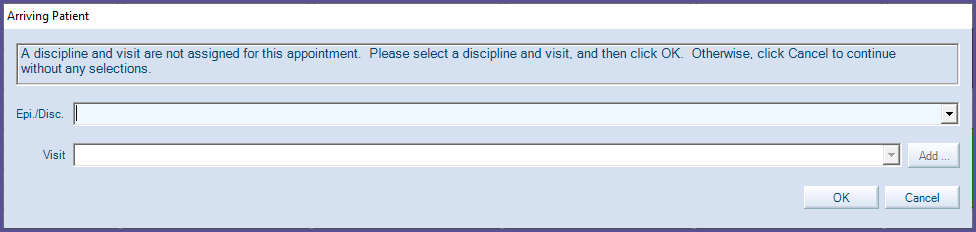 Arriving Patient
A discipline and visit are not assigned for this appointment.  Please select a discipline and visit, and then click OK.  Otherwise, click Cancel to continue
without any selections.
Epi./Disc.
Visit
Add ...
OK
Cancel